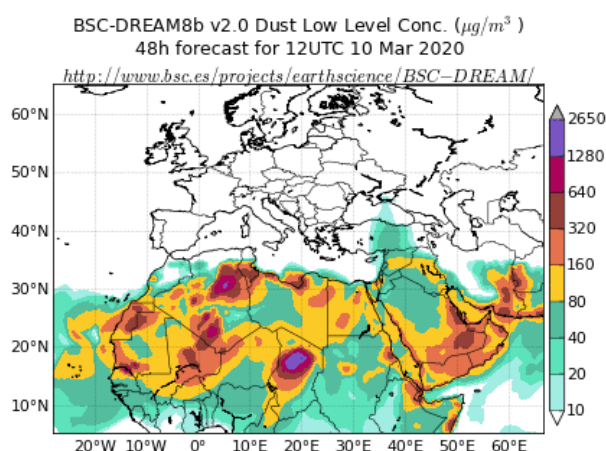 BSC-DREAM8b v2.0 Dust Low Level Conc. (μg/m³ )
48h forecast for 12UTC 10 Mar 2020
http://www.bsc.es/projects/earthscience/BSC−DREAM/
60°N
50°N
40°N
30°N
20°N
10°N
20°W
10°W
0°
10°E
20°E
30°E
40°E
50°E
60°E
2650
1280
640
320
160
80
40
20
10